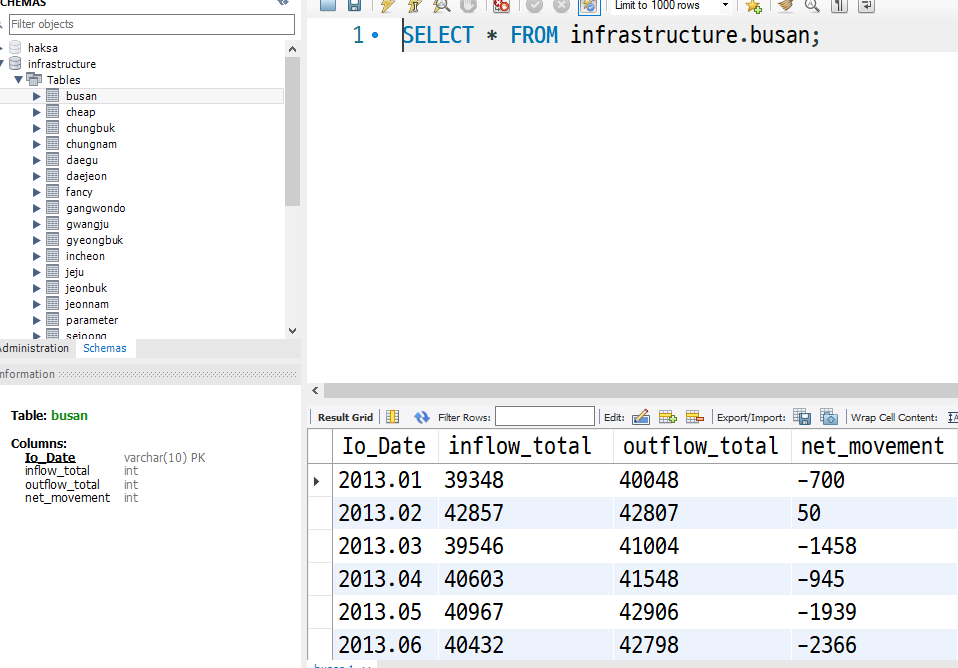 CHEMAS
Filter objects
haksa
infrastructure
Tables
busan
cheap
chungbuk
chungnam
daegu
daejeon
fancy
gangwondo
gwangju
gyeongbuk
incheon
jeju
jeonbuk
jeonnam
parameter
sejoong
dministration Schemas
nformation
Table: busan
Columns:
Io_Date varchar(10) PK
inflow_total int
outflow_total int
net_movement int
Limit to 1000 rows
1 SELECT * FROM infrastructure.busan;
Result Grid Filter Rows: Edit: Export/Import: Wrap Cell Content:
Io_Date inflow_total outflow_total net_movement
2013.01 39348 40048 -700
2013.02 42857 42807 50
2013.03 39546 41004 -1458
2013.04 40603 41548 -945
2013.05 40967 42906 -1939
2013.06 40432 42798 -2366
busan 1